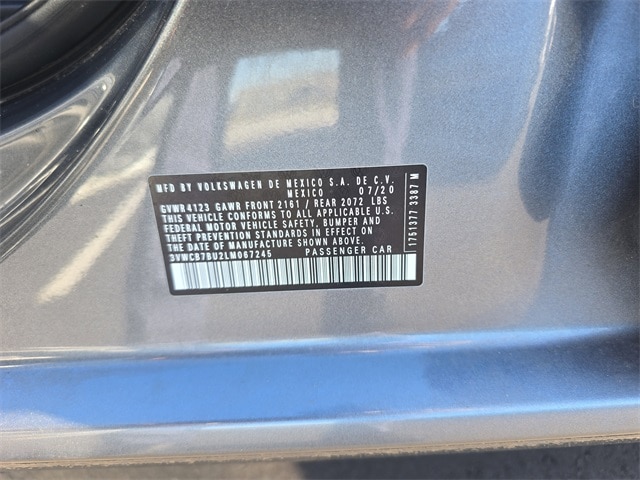 MFD BY VOLKSWAGEN DE MEXICO S.A. DE C.V.
MEXICO 07/20
GVWR4123 GAWR FRONT 2161 / REAR 2072 LBS
THIS VEHICLE CONFORMS TO ALL APPLICABLE U.S.
FEDERAL MOTOR VEHICLE SAFETY, BUMPER AND
THEFT PREVENTION STANDARDS IN EFFECT ON
THE DATE OF MANUFACTURE SHOWN ABOVE.
3VWCB7BU2LM067245 PASSENGER CAR
1751377 3387 M